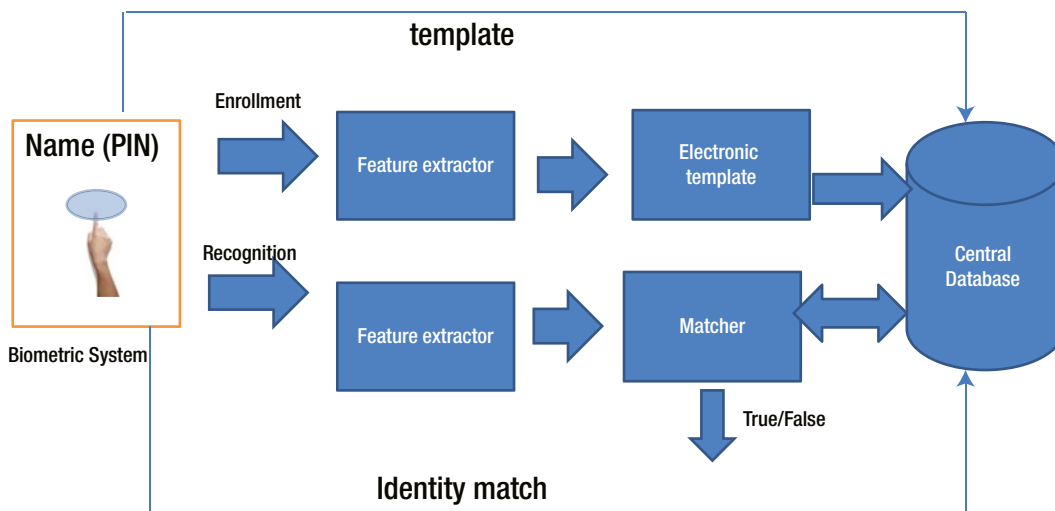 template
Enrollment
Name (PIN)
Feature extractor
Electronic
template
Recognition
Central
Database
Feature extractor
Matcher
Biometric System
True/False
Identity match